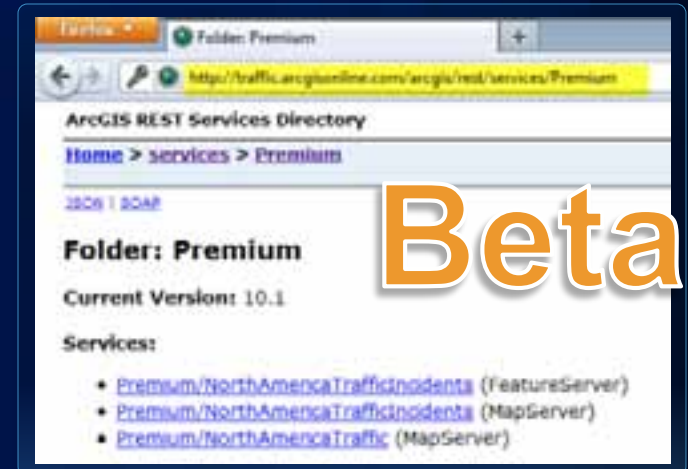 Firefox
Folder: Premium
+
http://traffic.arcgisonline.com/arcgis/rest/services/Premium
ArcGIS REST Services Directory
Home > services > Premium
JSON | SOAP
Beta
Folder: Premium
Current Version: 10.1
Services:
Premium/NorthAmericaTrafficIncidents (FeatureServer)
Premium/NorthAmericaTrafficIncidents (MapServer)
Premium/NorthAmericaTraffic (MapServer)